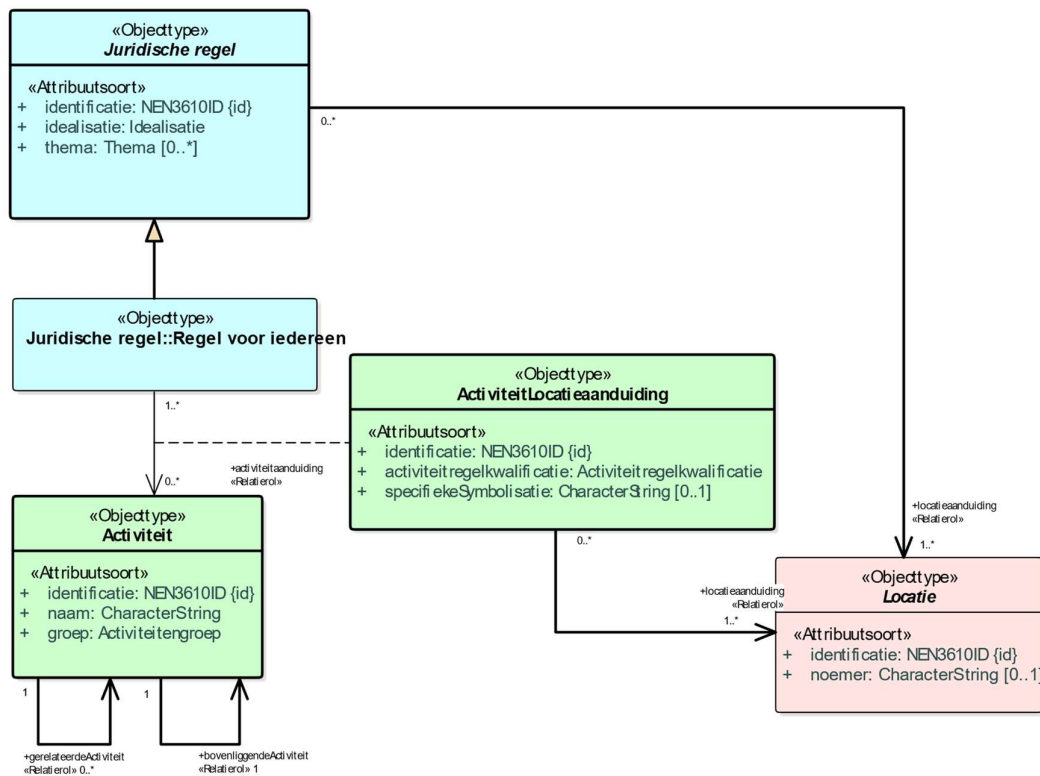 «Objecttype»
Juridische regel
«Attribuutsoort»
+ identificatie: NEN3610ID {id}
+ idealisatie: Idealisatie
+ thema: Thema [0..*]
0..*
«Objecttype»
Juridische regel::Regel voor iedereen
1..*
+activiteitaanduiding
«Relatierol»
0..*
«Objecttype»
ActiviteitLocatieaanduiding
«Attribuutsoort»
+ identificatie: NEN3610ID {id}
+ activiteitregelkwalificatie: Activiteitregelkwalificatie
+ specifiekeSymbolisatie: CharacterString [0..1]
0..*
+locatieaanduiding
«Relatierol»
1..*
+locatieaanduiding
«Relatierol»
1..*
«Objecttype»
Activiteit
«Attribuutsoort»
+ identificatie: NEN3610ID {id}
+ naam: CharacterString
+ groep: Activiteitengroep
1
1
+gerelateerdeActiviteit
«Relatierol» 0..*
+bovenliggendeActiviteit
«Relatierol» 1
«Objecttype»
Locatie
«Attribuutsoort»
+ identificatie: NEN3610ID {id}
+ noemer: CharacterString [0..1]